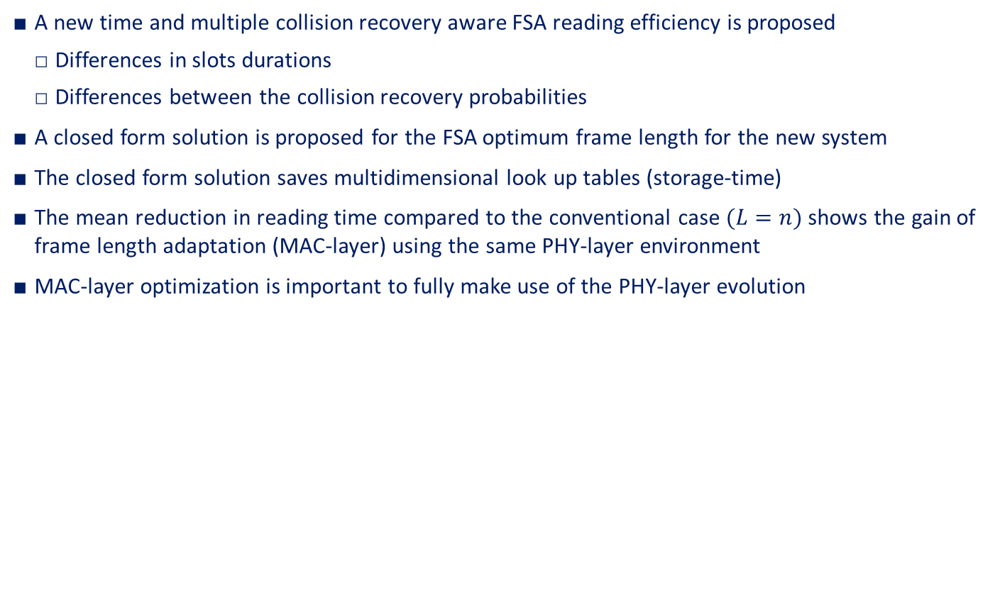 ■ A new time and multiple collision recovery aware FSA reading efficiency is proposed
□ Differences in slots durations
□ Differences between the collision recovery probabilities
■ A closed form solution is proposed for the FSA optimum frame length for the new system
■ The closed form solution saves multidimensional look up tables (storage-time)
■ The mean reduction in reading time compared to the conventional case (𝐿 = 𝑛) shows the gain of
frame length adaptation (MAC-layer) using the same PHY-layer environment
■ MAC-layer optimization is important to fully make use of the PHY-layer evolution